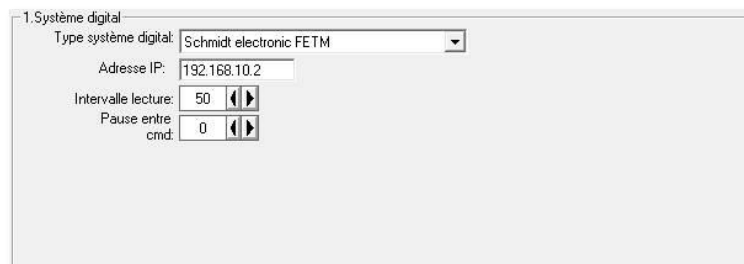 1.Système digital
Type système digital: Schmidt electronic FETM
Adresse IP: 192.168.10.2
Intervalle lecture: 50
Pause entre
cmd: 0